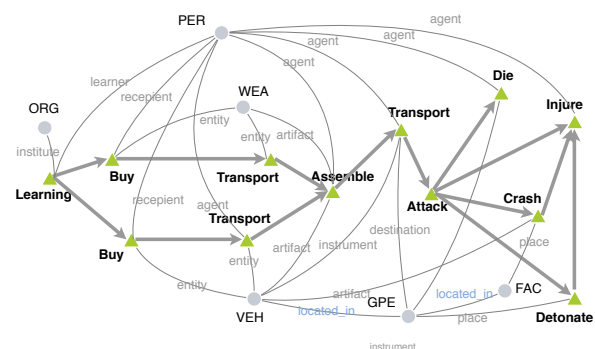 PER
agent
agent
agent
agent
learner
recepient
Die
WEA
ORG
Transport
Injure
entity
entity
artifact
institute
Buy
Transport
Assemble
Learning
recepient
agent
Transport
Attack
Crash
destination
place
artifact
instrument
Buy
entity
entity
artifact
located_in
FAC
GPE
VEH
located_in
place
Detonate
instrument